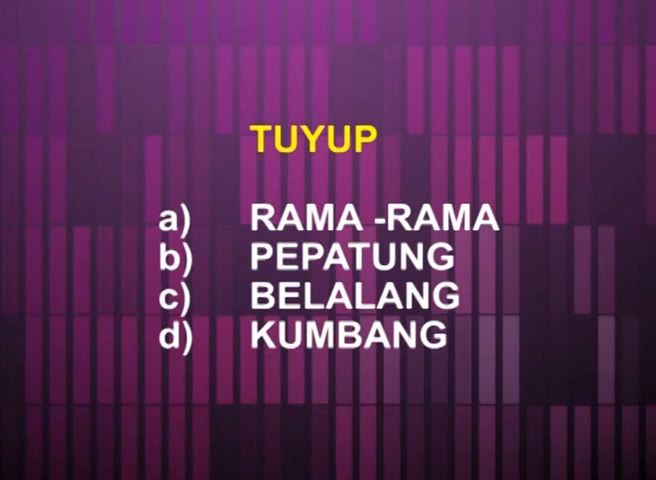 TUYUP
a) RAMA -RAMA
b) PEPATUNG
c) BELALANG
d) KUMBANG